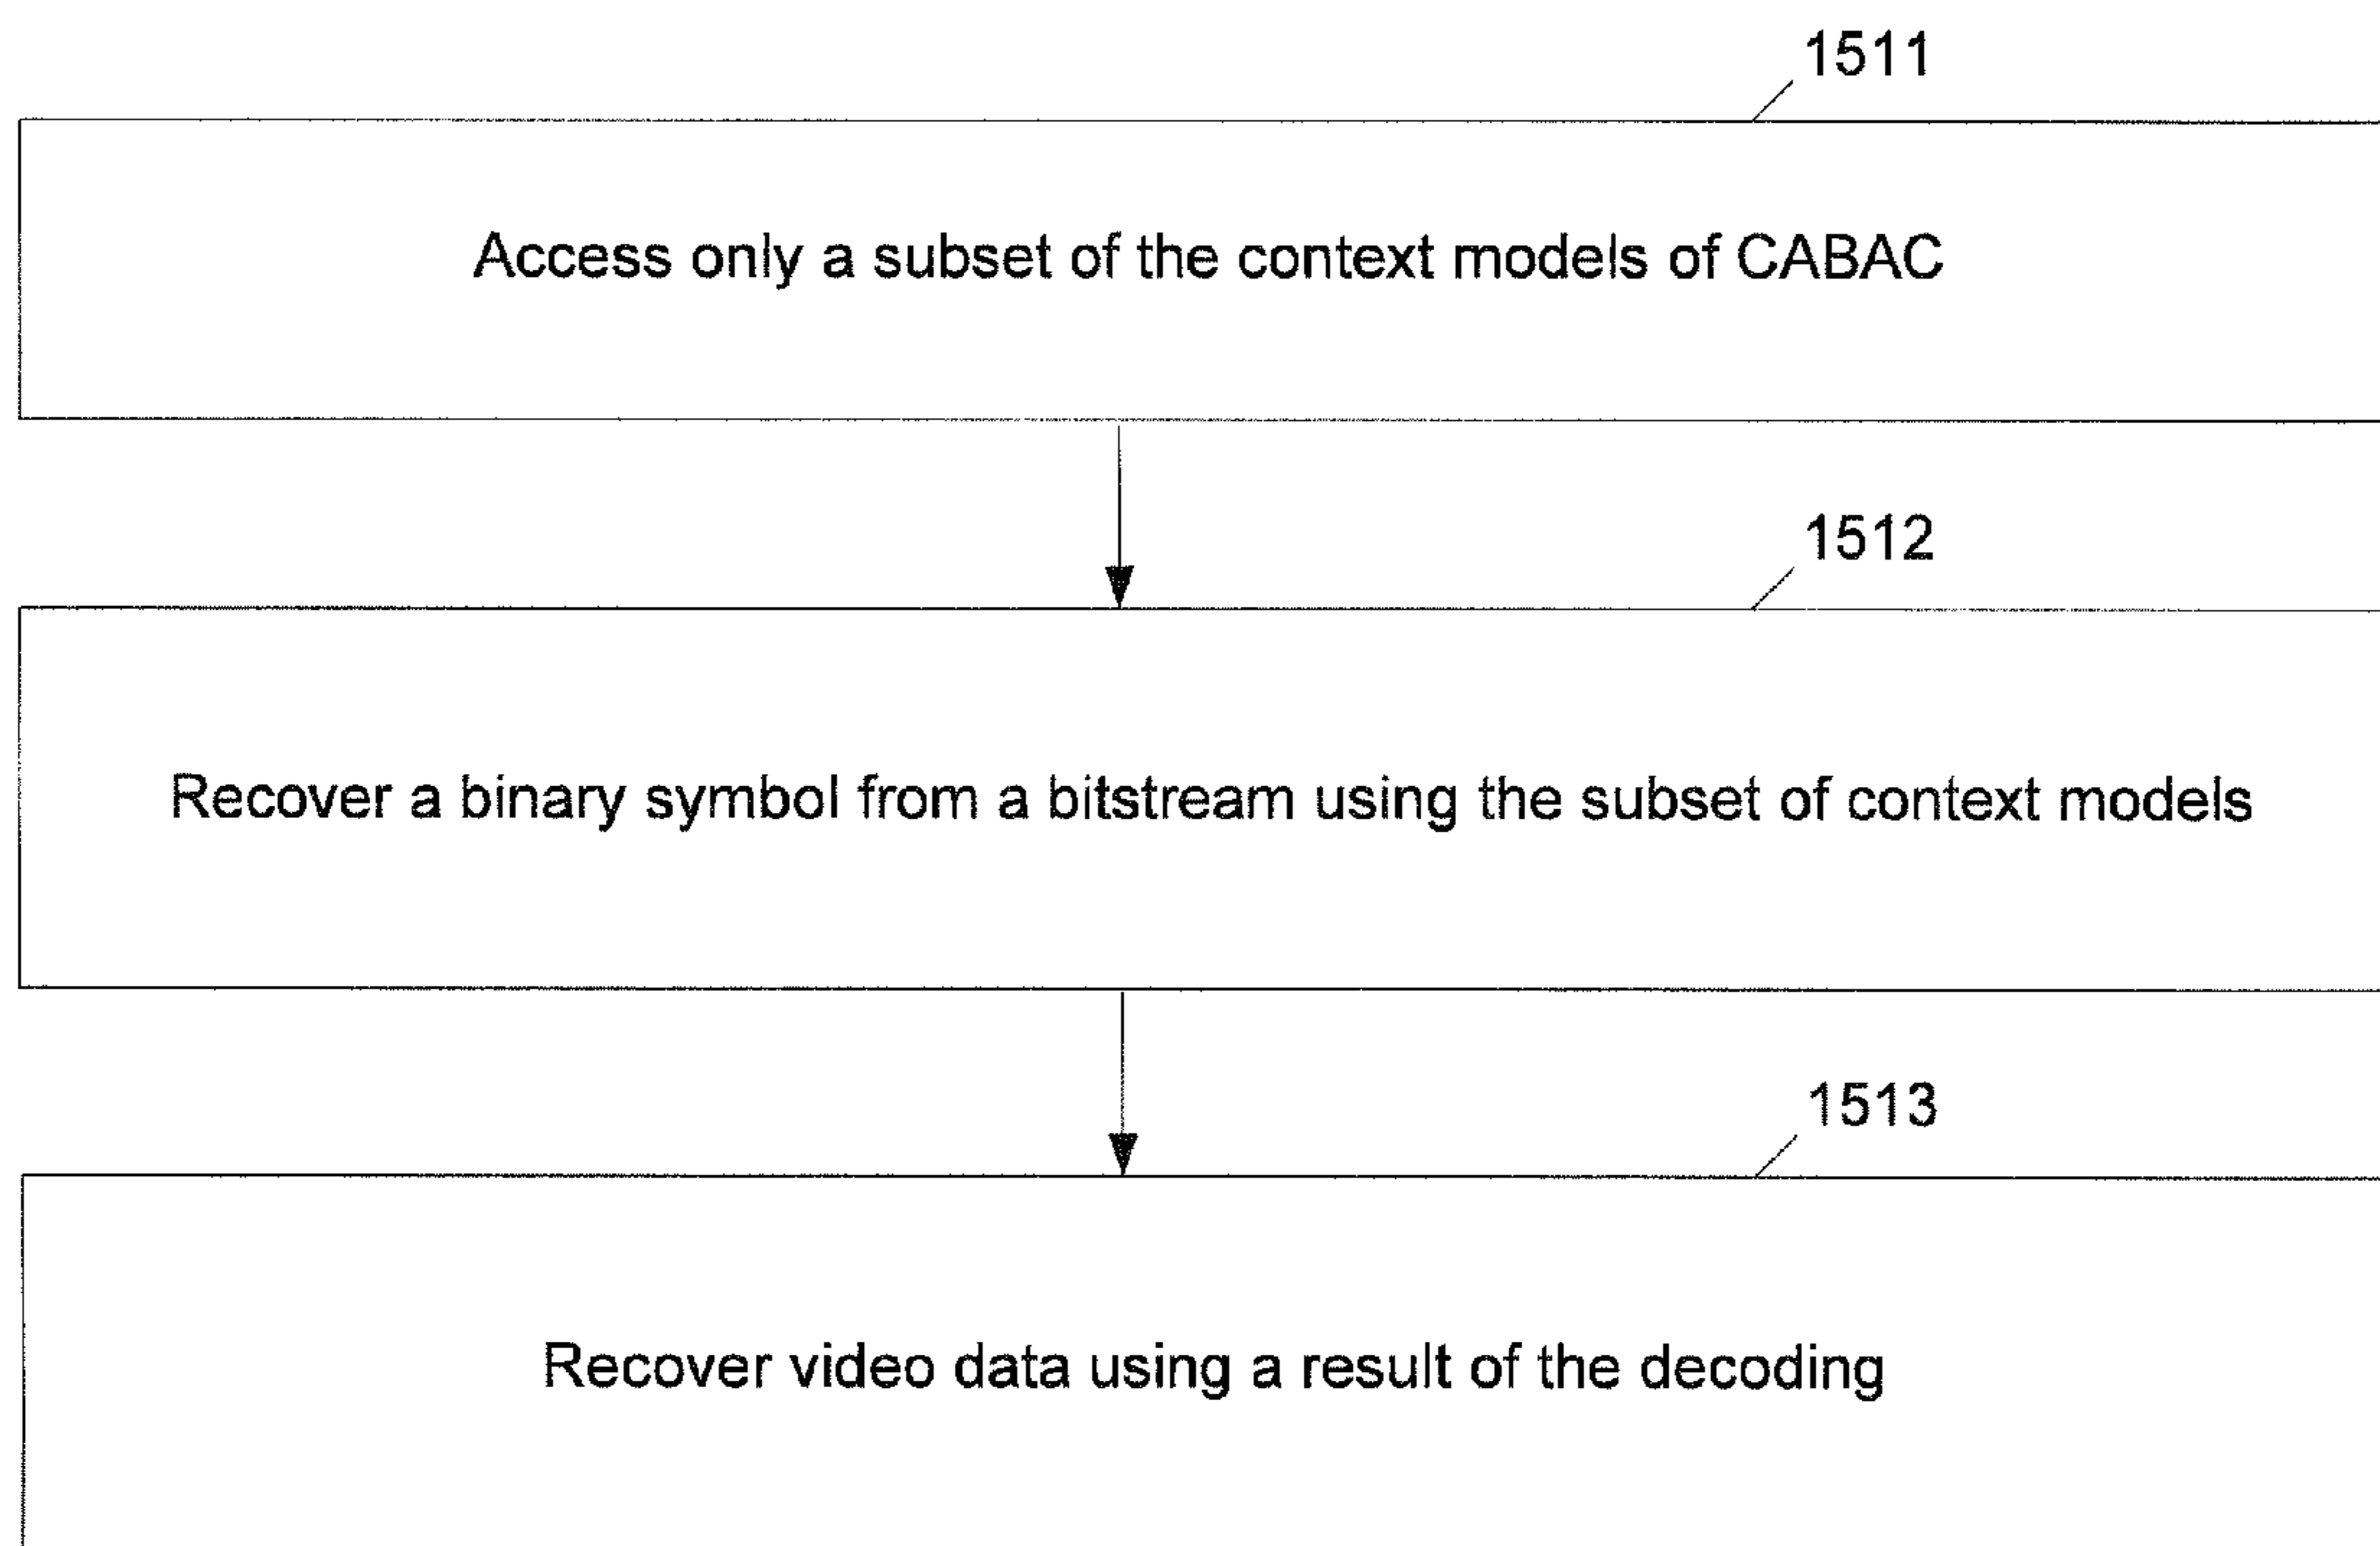 1511
Access only a subset of the context models of CABAC
1512
Recover a binary symbol from a bitstream using the subset of context models
1513
Recover video data using a result of the decoding